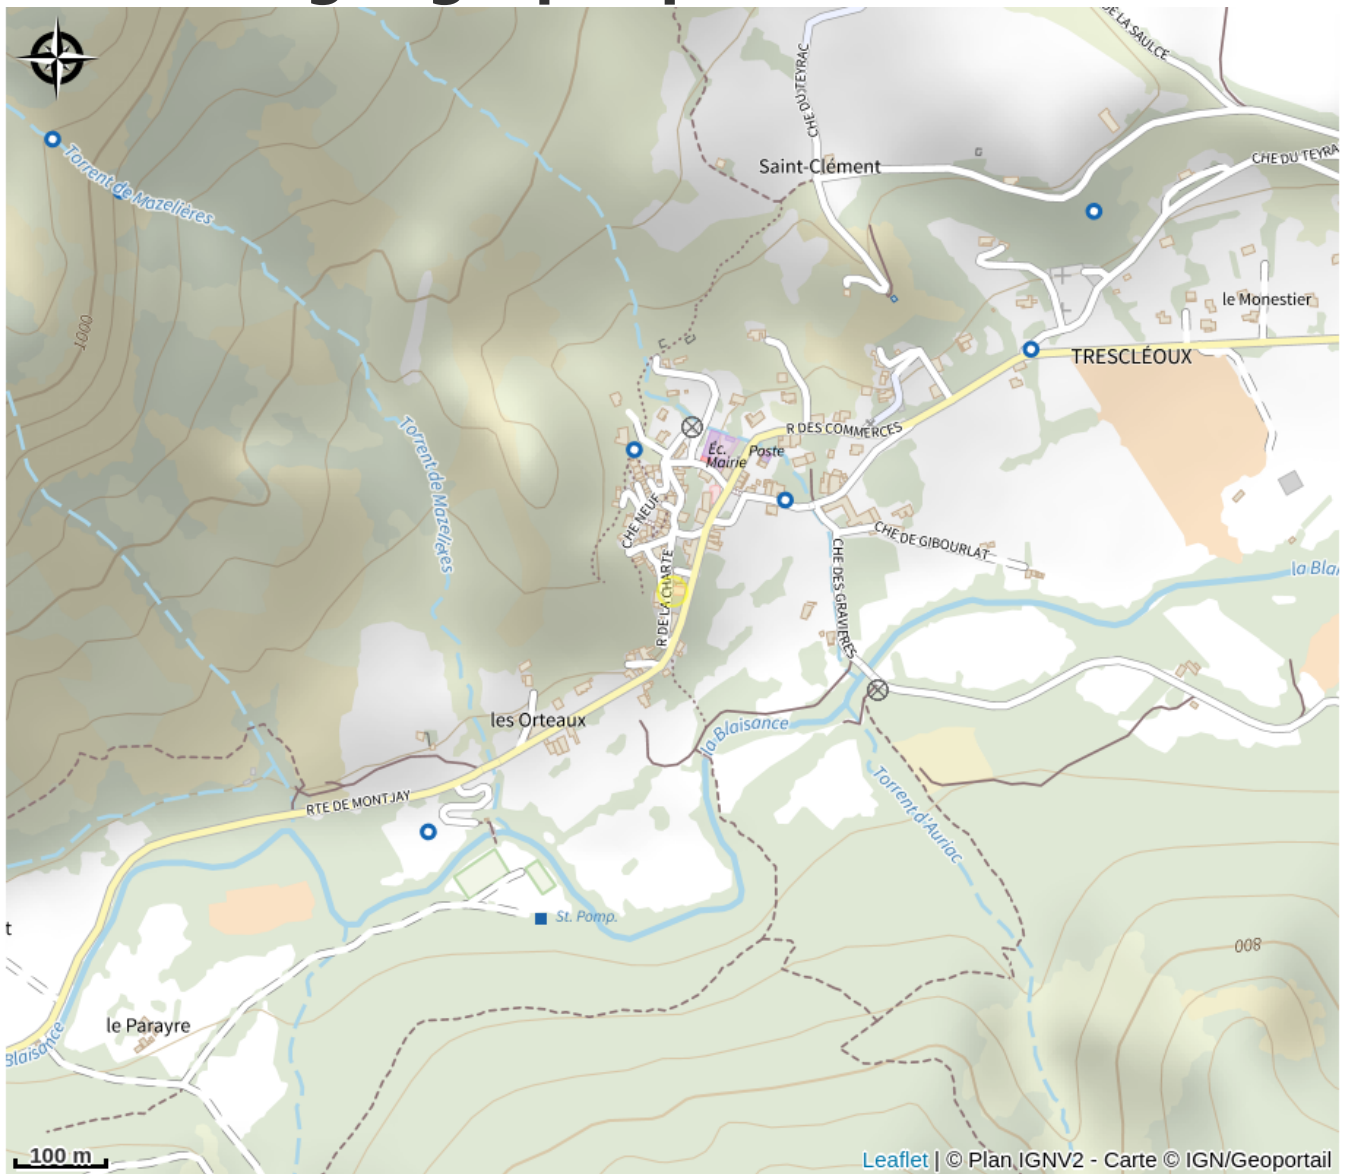 DE LA SAULCE
CHE DU TEYRAC
Saint-Clément
CHE DU TEYRA
Torrent de Mazelières
le Monestier
1000
TRESCLÉOUX
R DES COMMERCES
Éc.
Mairie
Poste
Torrent de Mazelières
CHE NEUF
CHE DE GIBOURLAT
R DE LA CHARTE
CHE DES GRAVIERES
la Blai
les Orteaux
la Blaisance
RTE DE MONTJAY
Torrent d'Auriac
St. Pomp.
t
800
le Parayre
Blaisance
100 m
Leaflet | © Plan IGNV2 - Carte © IGN/Geoportail